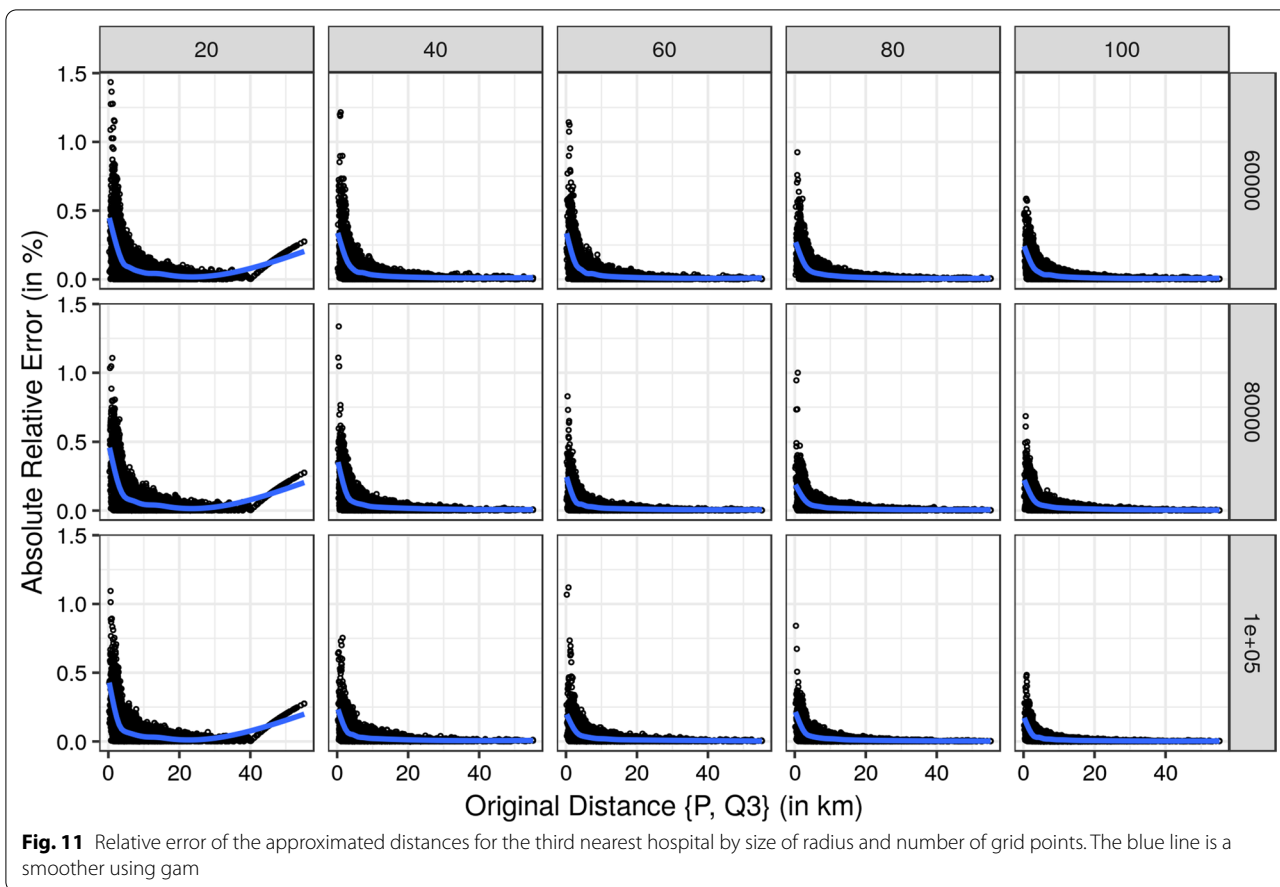 20 40 60 80 100
1.5
1.0
0.5
0.0
60000
1.5
1.0
0.5
0.0
80000
1.5
1.0
0.5
0.0
1e+05
Absolute Relative Error (in %)
0 20 40 0 20 40 0 20 40 0 20 40 0 20 40
Original Distance {P, Q3} (in km)
Fig. 11 Relative error of the approximated distances for the third nearest hospital by size of radius and number of grid points. The blue line is a
smoother using gam